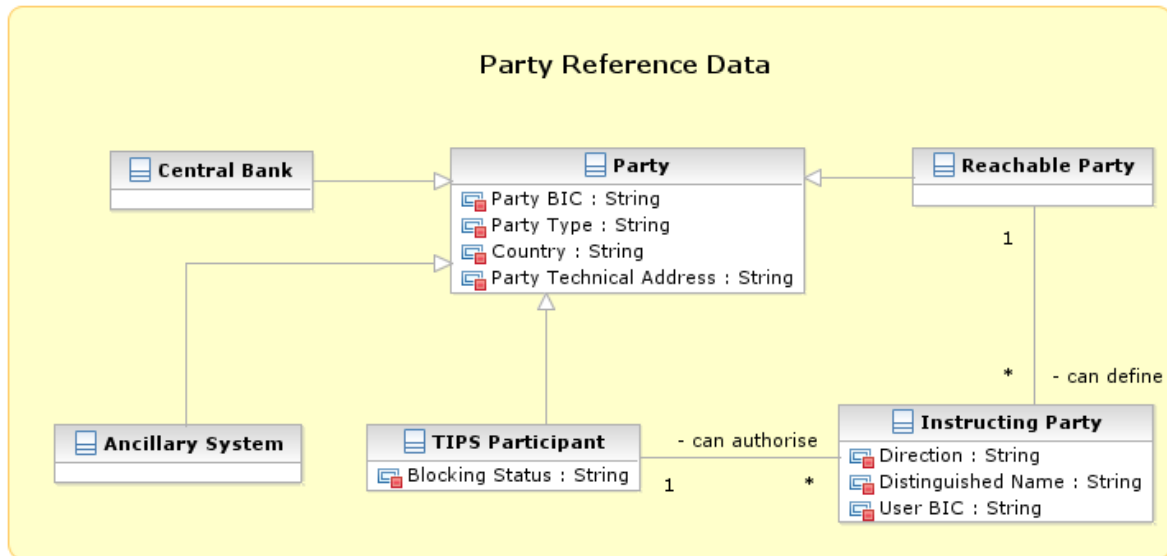 Party Reference Data
Central Bank
Party
Party BIC : String
Party Type : String
Country : String
Party Technical Address : String
Reachable Party
1
* - can define
Ancillary System
TIPS Participant
Blocking Status : String
- can authorise
1 *
Instructing Party
Direction : String
Distinguished Name : String
User BIC : String